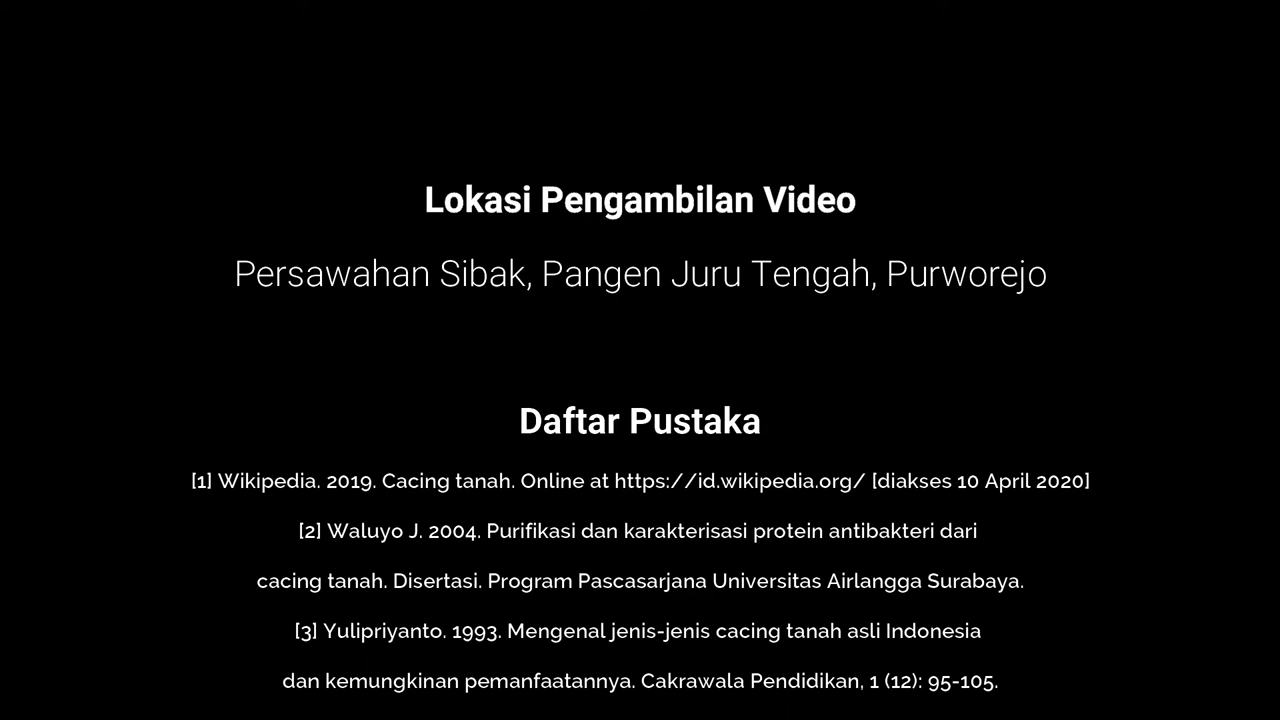 Lokasi Pengambilan Video
Persawahan Sibak, Pangen Juru Tengah, Purworejo
Daftar Pustaka
[1] Wikipedia. 2019. Cacing tanah. Online at https://id.wikipedia.org/ [diakses 10 April 2020]
[2] Waluyo J. 2004. Purifikasi dan karakterisasi protein antibakteri dari
cacing tanah. Disertasi. Program Pascasarjana Universitas Airlangga Surabaya.
[3] Yulipriyanto. 1993. Mengenal jenis-jenis cacing tanah asli Indonesia
dan kemungkinan pemanfaatannya. Cakrawala Pendidikan, 1 (12): 95-105.